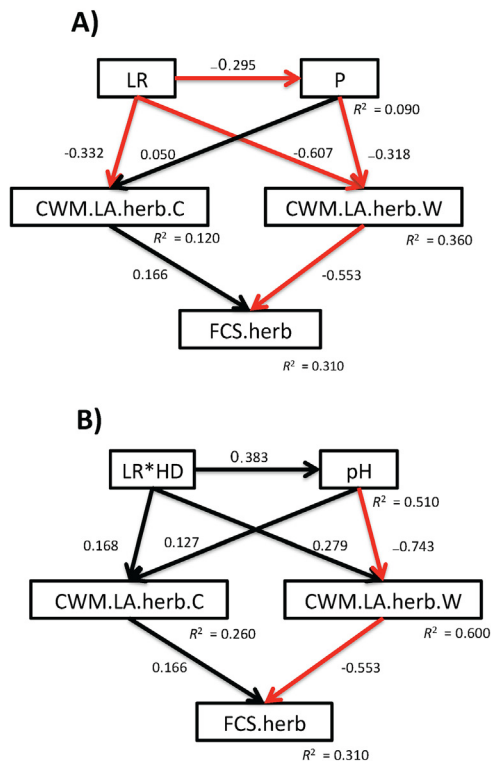 A)
–0.295
LR
P
R² = 0.090
-0.332
0.050
-0.607
–0.318
CWM.LA.herb.C
CWM.LA.herb.W
R² = 0.120
R² = 0.360
0.166
-0.553
FCS.herb
R² = 0.310
B)
0.383
LR*HD
pH
R² = 0.510
0.168
0.127
0.279
–0.743
CWM.LA.herb.C
CWM.LA.herb.W
R² = 0.260
R² = 0.600
0.166
-0.553
FCS.herb
R² = 0.310